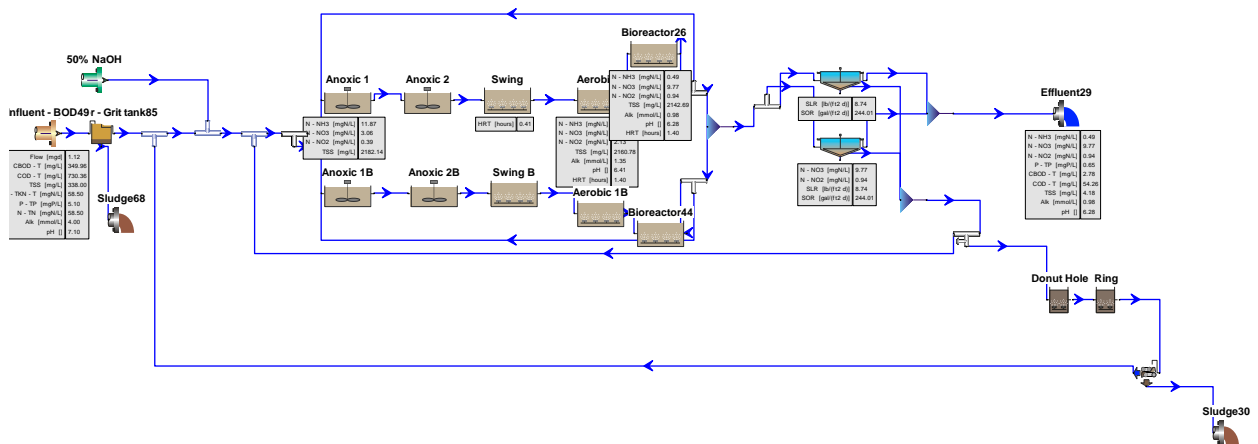 Bioreactor26
50% NaOH
Anoxic 1
Anoxic 2
Swing
Aerobi
nfluent - BOD49 r - Grit tank85
Effluent29
N - NH3 [mgN/L] 0.49
N - NO3 [mgN/L] 9.77
N - NO2 [mgN/L] 0.94
TSS [mg/L] 2142.69
Alk [mmol/L] 0.98
pH [] 6.28
HRT [hours] 1.40
SLR [lb/(ft2 d)] 8.74
SOR [gal/(ft2 d)] 244.01
N - NH3 [mgN/L] 11.87
N - NO3 [mgN/L] 3.06
N - NO2 [mgN/L] 0.39
TSS [mg/L] 2162.14
HRT [hours] 0.41
N - NH3 [mgN/L]
N - NO3 [mgN/L]
N - NO2 [mgN/L] 2.13
TSS [mg/L] 2160.78
Alk [mmol/L] 1.35
pH [] 6.41
HRT [hours] 1.40
N - NH3 [mgN/L] 0.49
N - NO3 [mgN/L] 9.77
N - NO2 [mgN/L] 0.94
P - TP [mgP/L] 0.65
CBOD - T [mg/L] 2.78
COD - T [mg/L] 54.26
TSS [mg/L] 4.18
Alk [mmol/L] 0.98
pH [] 6.28
Flow [mgd] 1.12
CBOD - T [mg/L] 349.96
COD - T [mg/L] 730.36
TSS [mg/L] 338.00
- TKN - T [mg/L] 58.50
P - TP [mgP/L] 5.10
N - TN [mgN/L] 58.50
Alk [mmol/L] 4.00
pH [] 7.10
Sludge68
Anoxic 1B
Anoxic 2B
Swing B
Aerobic 1B
Bioreactor44
N - NO3 [mgN/L] 9.77
N - NO2 [mgN/L] 0.94
SLR [lb/(ft2 d)] 8.74
SOR [gal/(ft2 d)] 244.01
Donut Hole
Ring
Sludge30